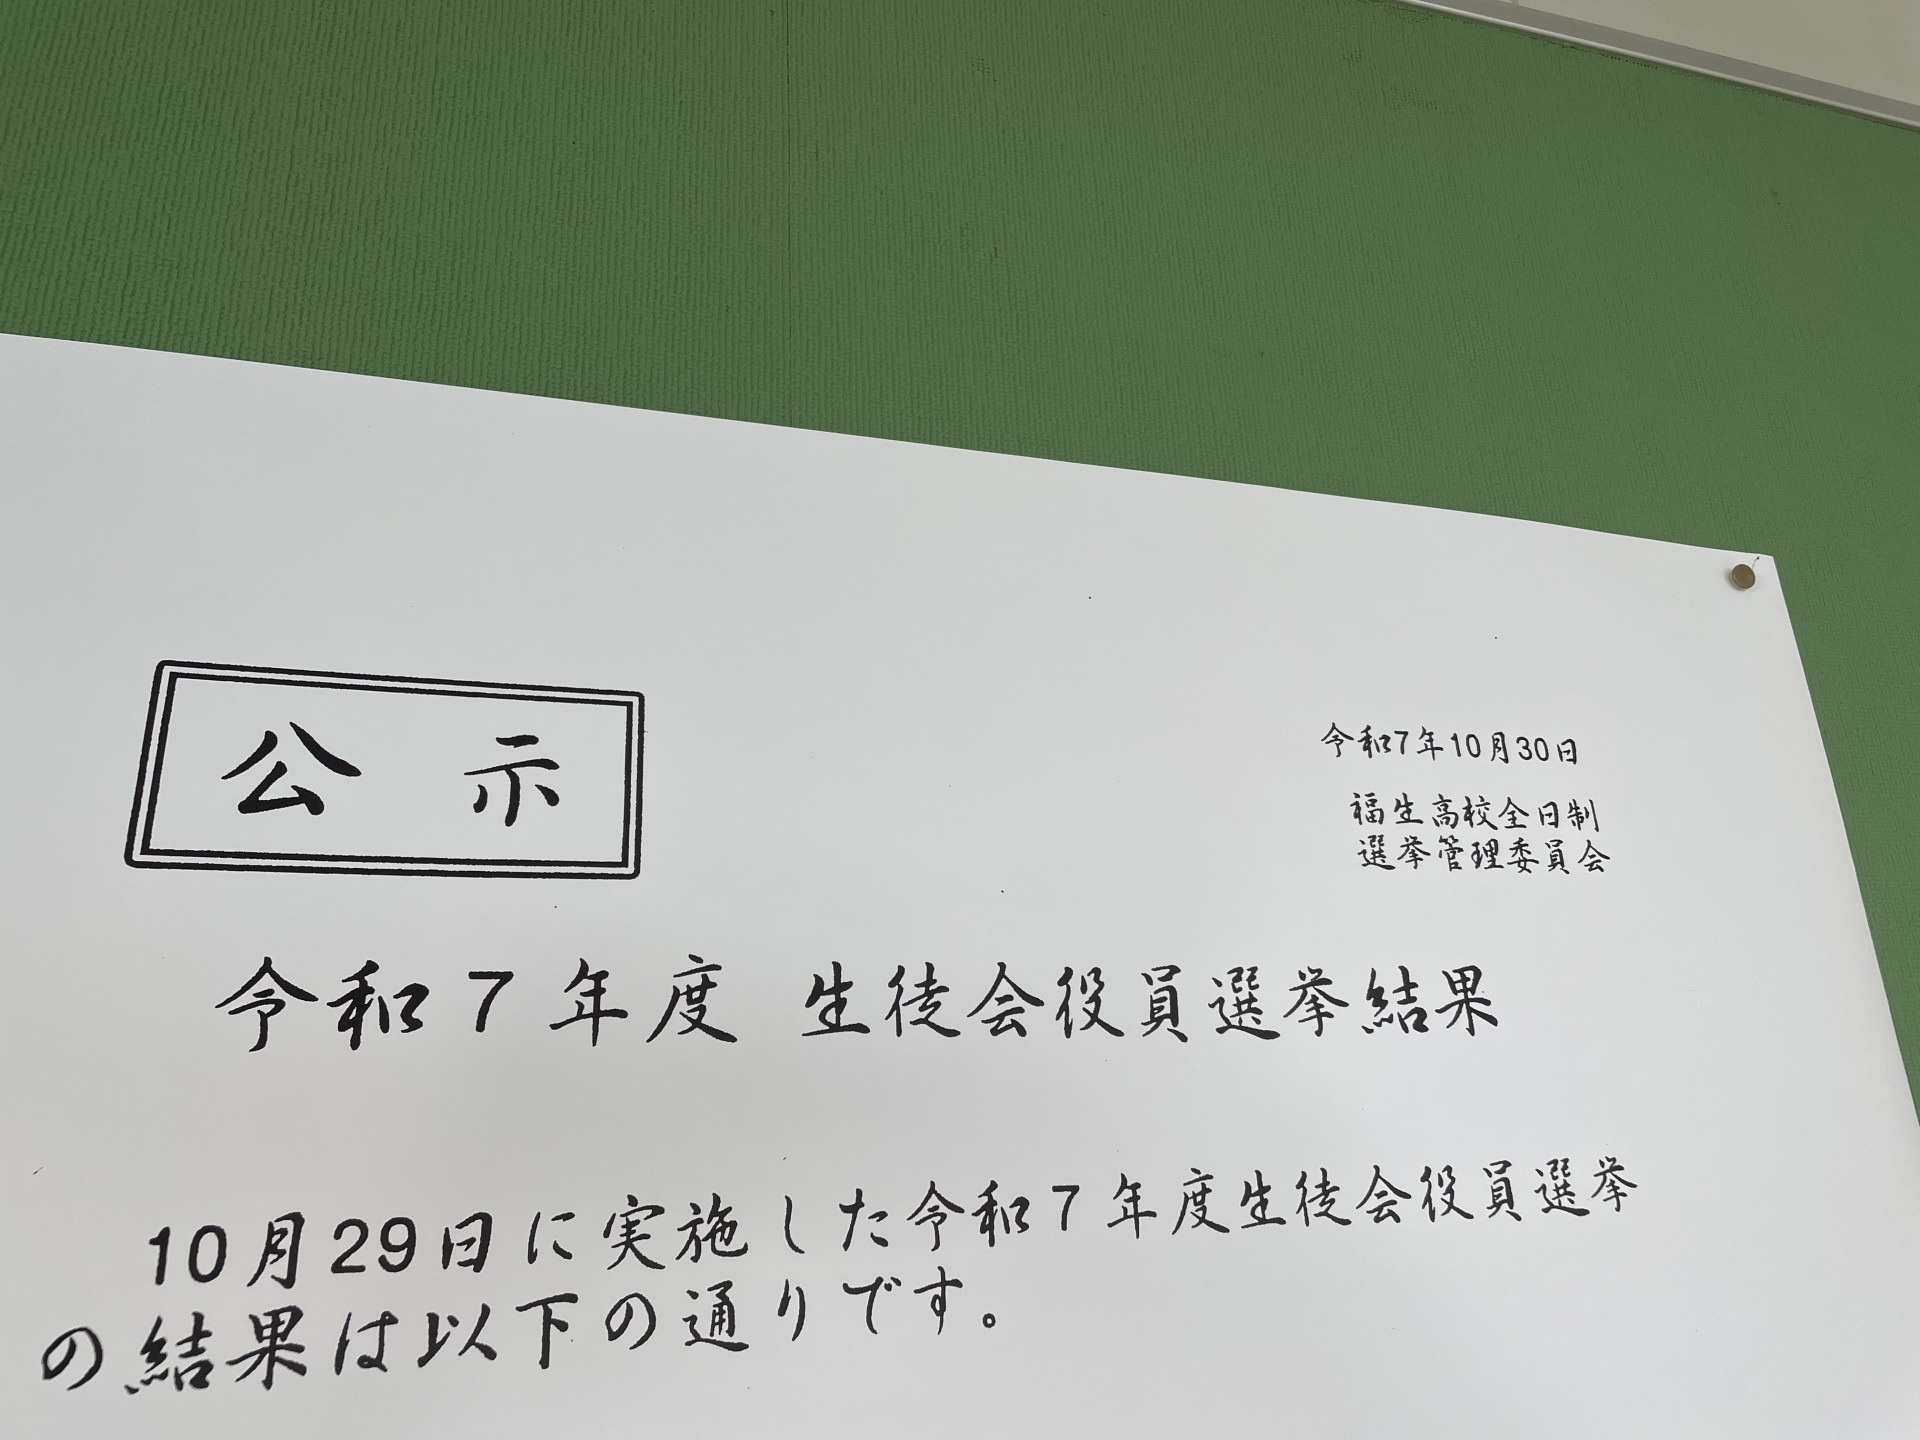 公示
令和7年10月30日
福生高校全日制
選挙管理委員会
令和7年度 生徒会役員選挙結果
10月29日に実施した令和7年度生徒会役員選挙
の結果は以下の通りです。